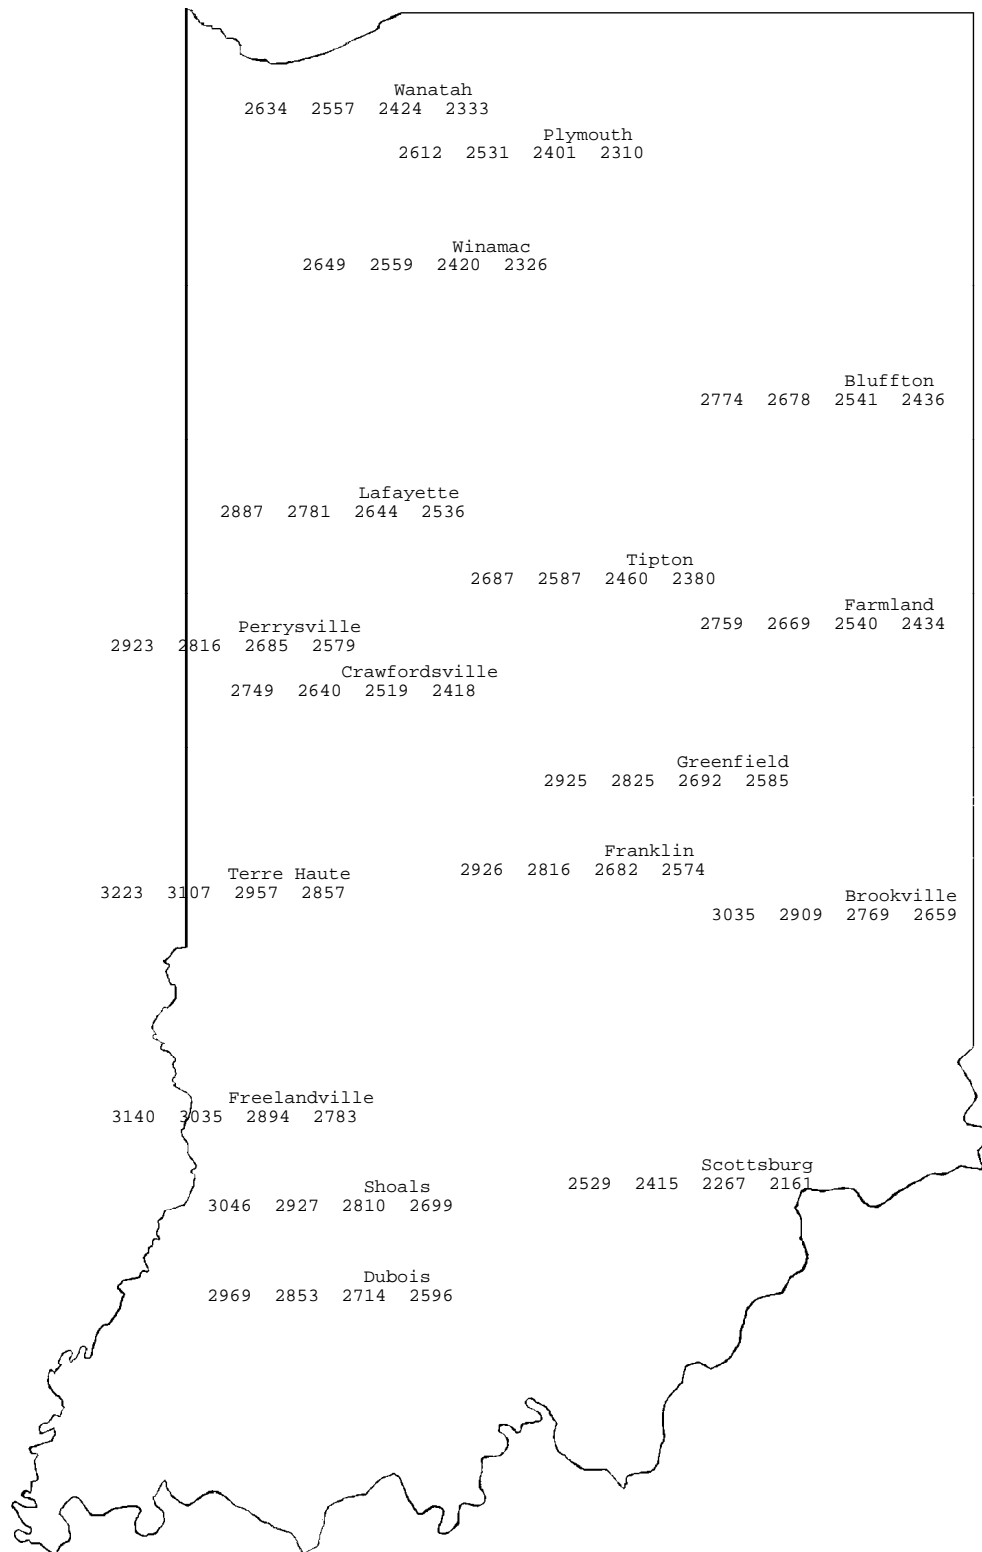 Wanatah
2634 2557 2424 2333
Plymouth
2612 2531 2401 2310
Winamac
2649 2559 2420 2326
Bluffton
2774 2678 2541 2436
Lafayette
2887 2781 2644 2536
Tipton
2687 2587 2460 2380
Farmland
2759 2669 2540 2434
Perrysville
2923 2816 2685 2579
Crawfordsville
2749 2640 2519 2418
Greenfield
2925 2825 2692 2585
Franklin
2926 2816 2682 2574
Terre Haute
3223 3107 2957 2857
Brookville
3035 2909 2769 2659
Freelandville
3140 3035 2894 2783
Scottsburg
2529 2415 2267 2161
Shoals
3046 2927 2810 2699
Dubois
2969 2853 2714 2596